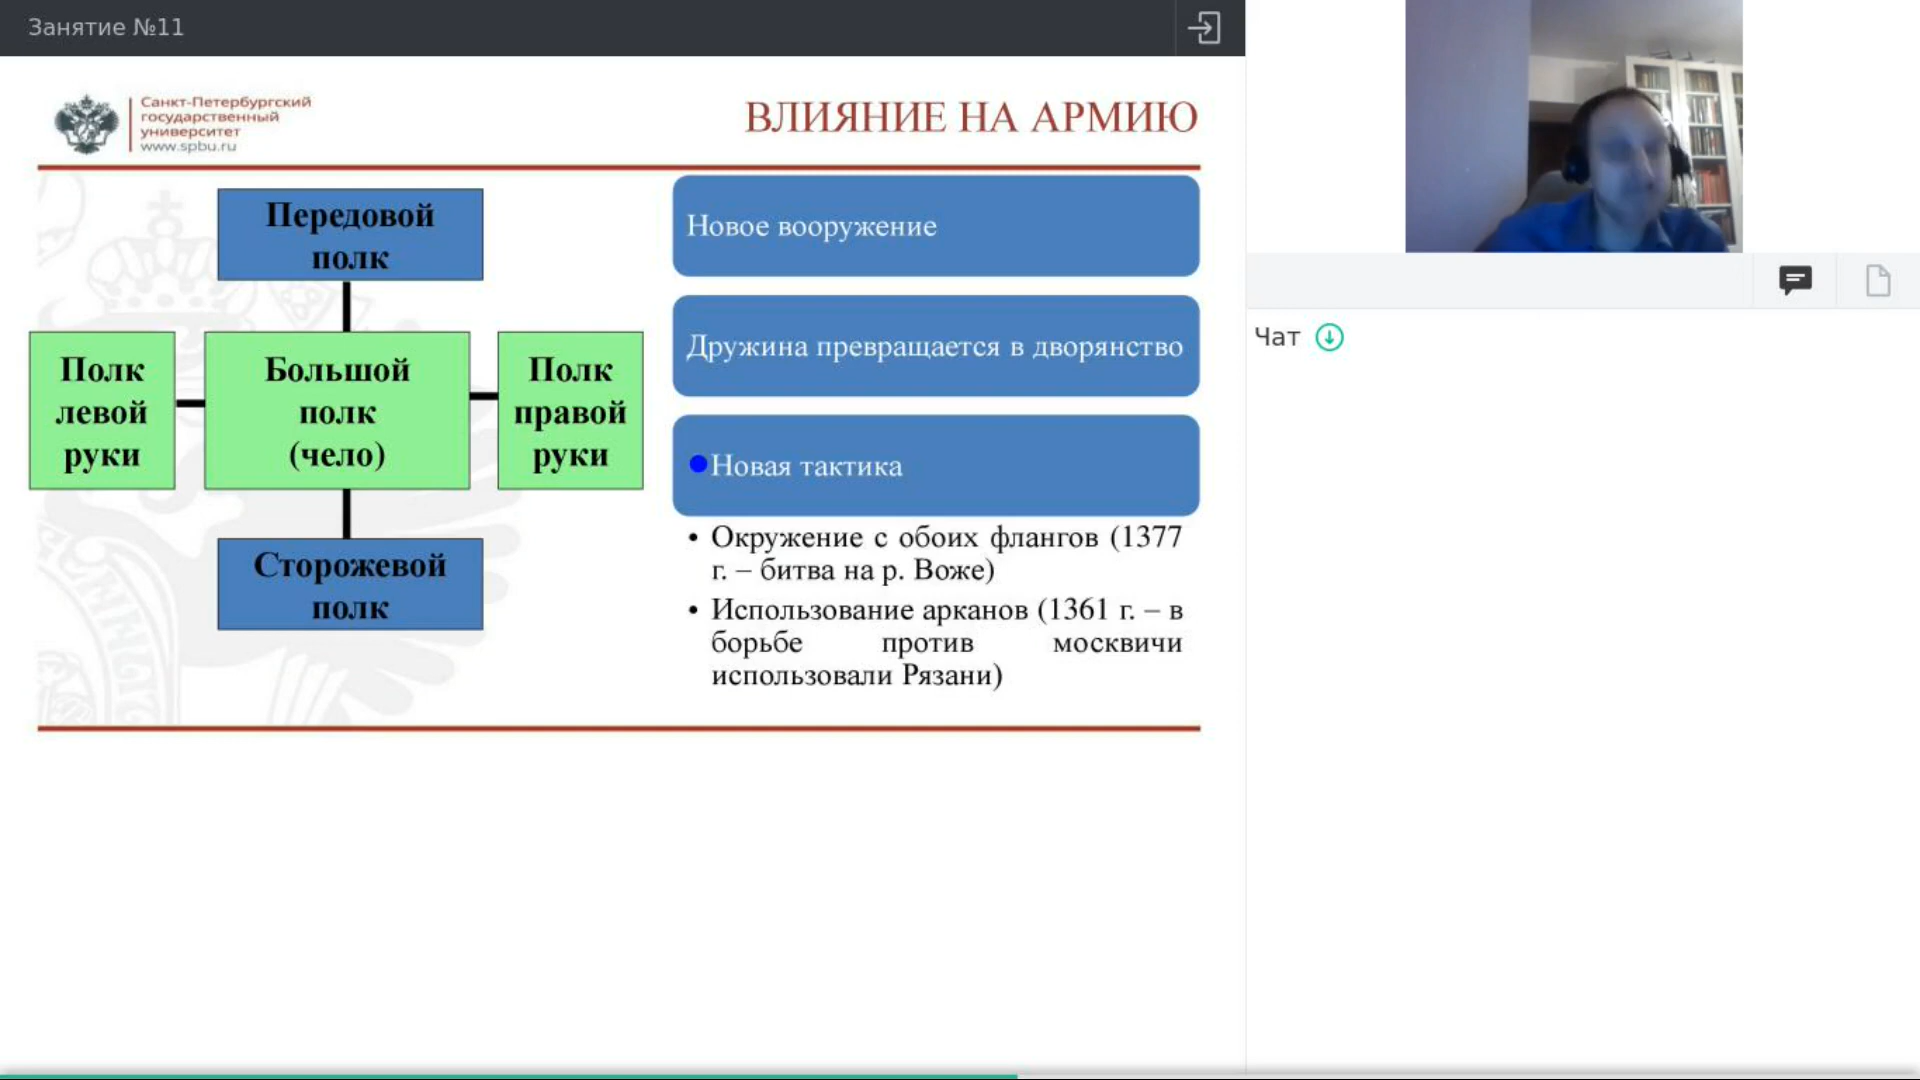 Занятие №11
Санкт-Петербургский
государственный
университет
www.spbu.ru
ВЛИЯНИЕ НА АРМИЮ
Передовой
полк
Полк
левой
руки
Большой
полк
(чело)
Полк
правой
руки
Сторожевой
полк
Новое вооружение
Дружина превращается в дворянство
Новая тактика
• Окружение с обоих флангов (1377
г. – битва на р. Воже)
• Использование арканов (1361 г. – в
борьбе против москвичи
использовали Рязани)
Чат